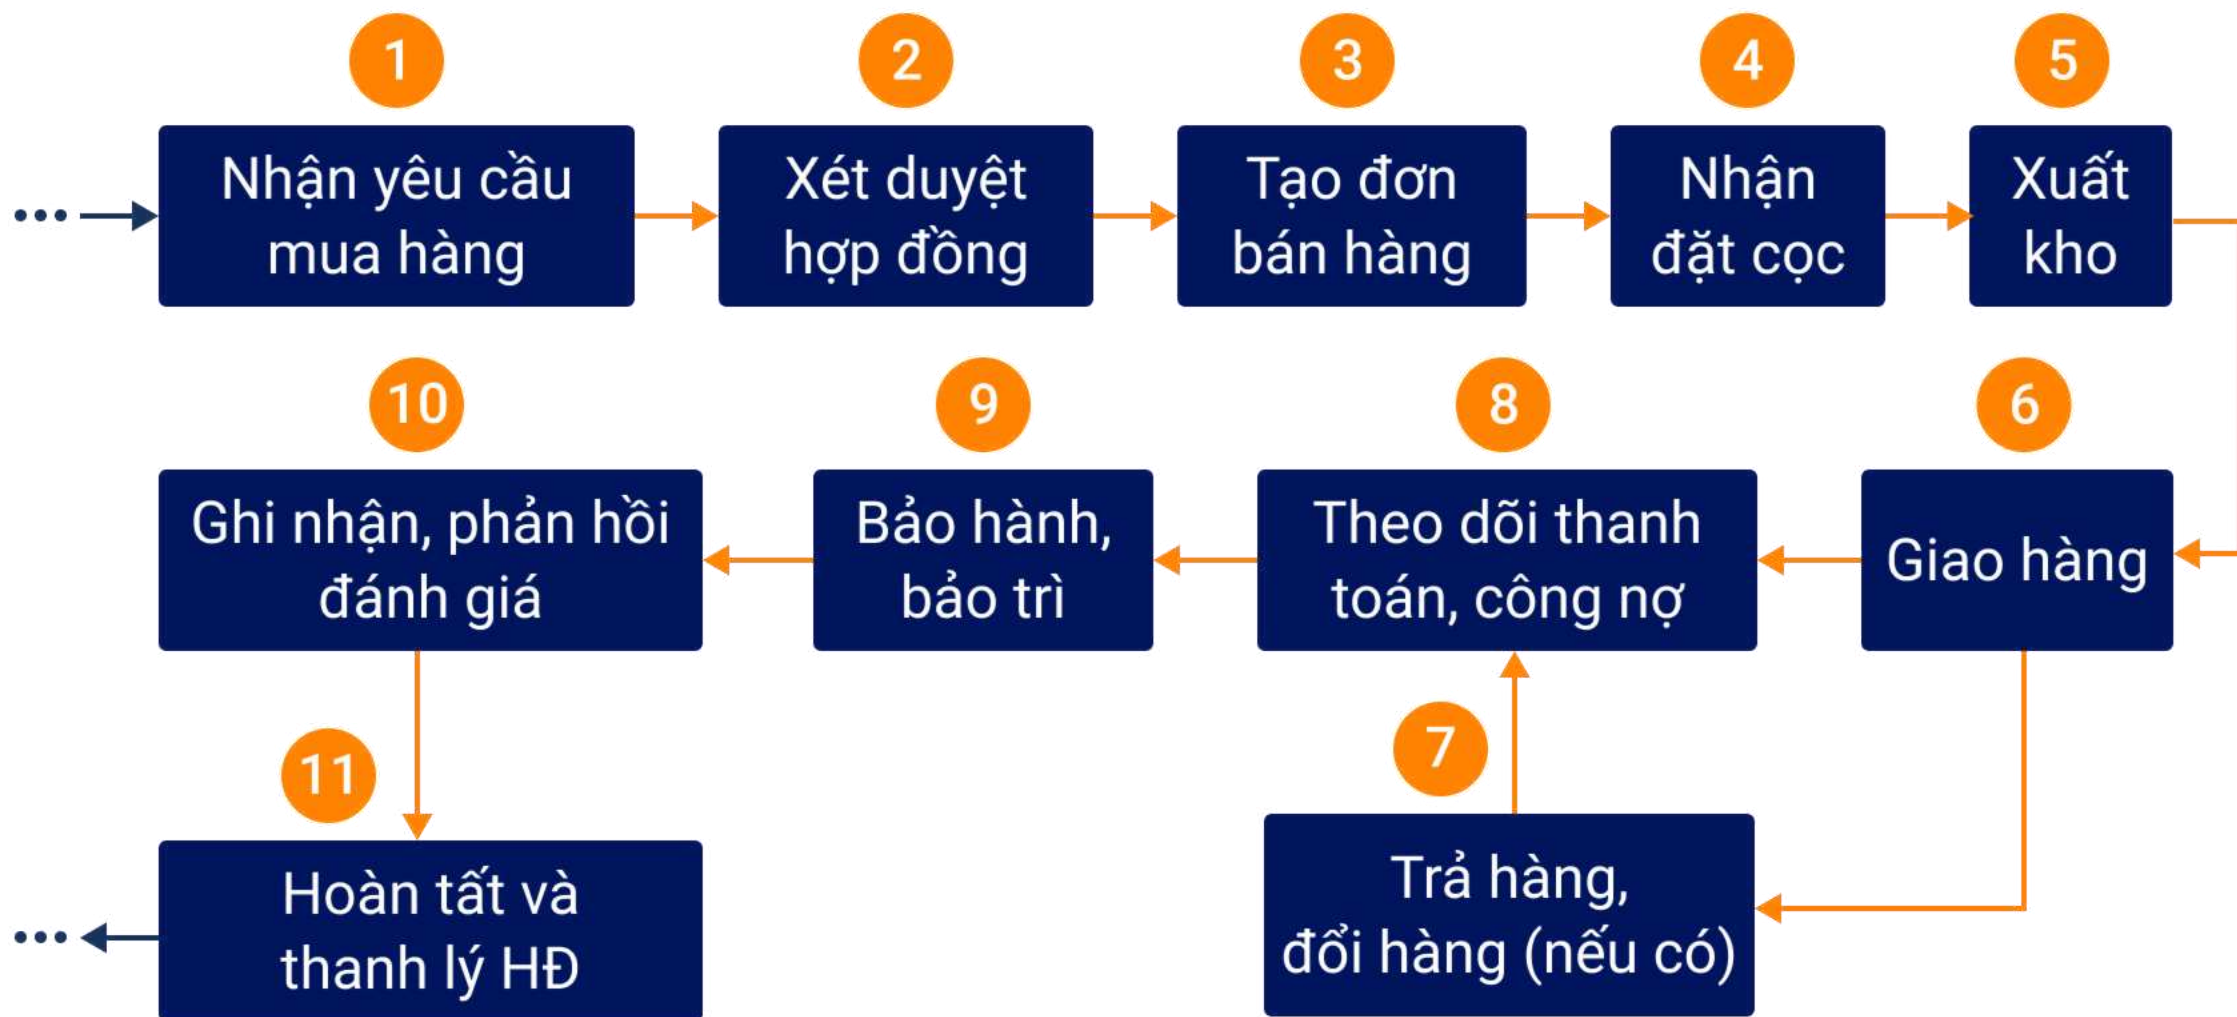 1
Nhận yêu cầu
mua hàng
2
Xét duyệt
hợp đồng
3
Tạo đơn
bán hàng
4
Nhận
đặt cọc
5
Xuất
kho
6
Giao hàng
7
Trả hàng,
đổi hàng (nếu có)
8
Theo dõi thanh
toán, công nợ
9
Bảo hành,
bảo trì
10
Ghi nhận, phản hồi
đánh giá
11
Hoàn tất và
thanh lý HĐ